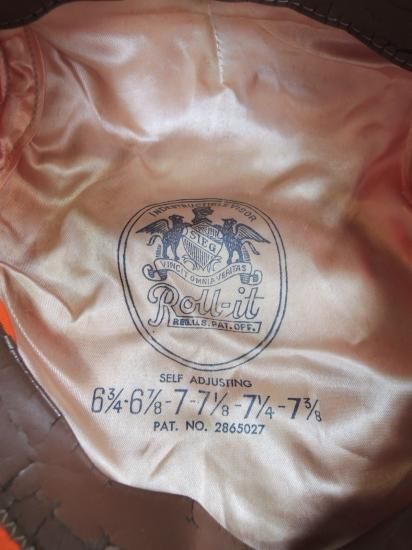 INDESTRUCTIBLE VISOR
SIEG
VINCIT OMNIA VERITAS
Roll-it
REG. U.S. PAT. OFF.
SELF ADJUSTING
6¾-6⅞-7-7⅛-7¼-7⅜
PAT. NO. 2865027